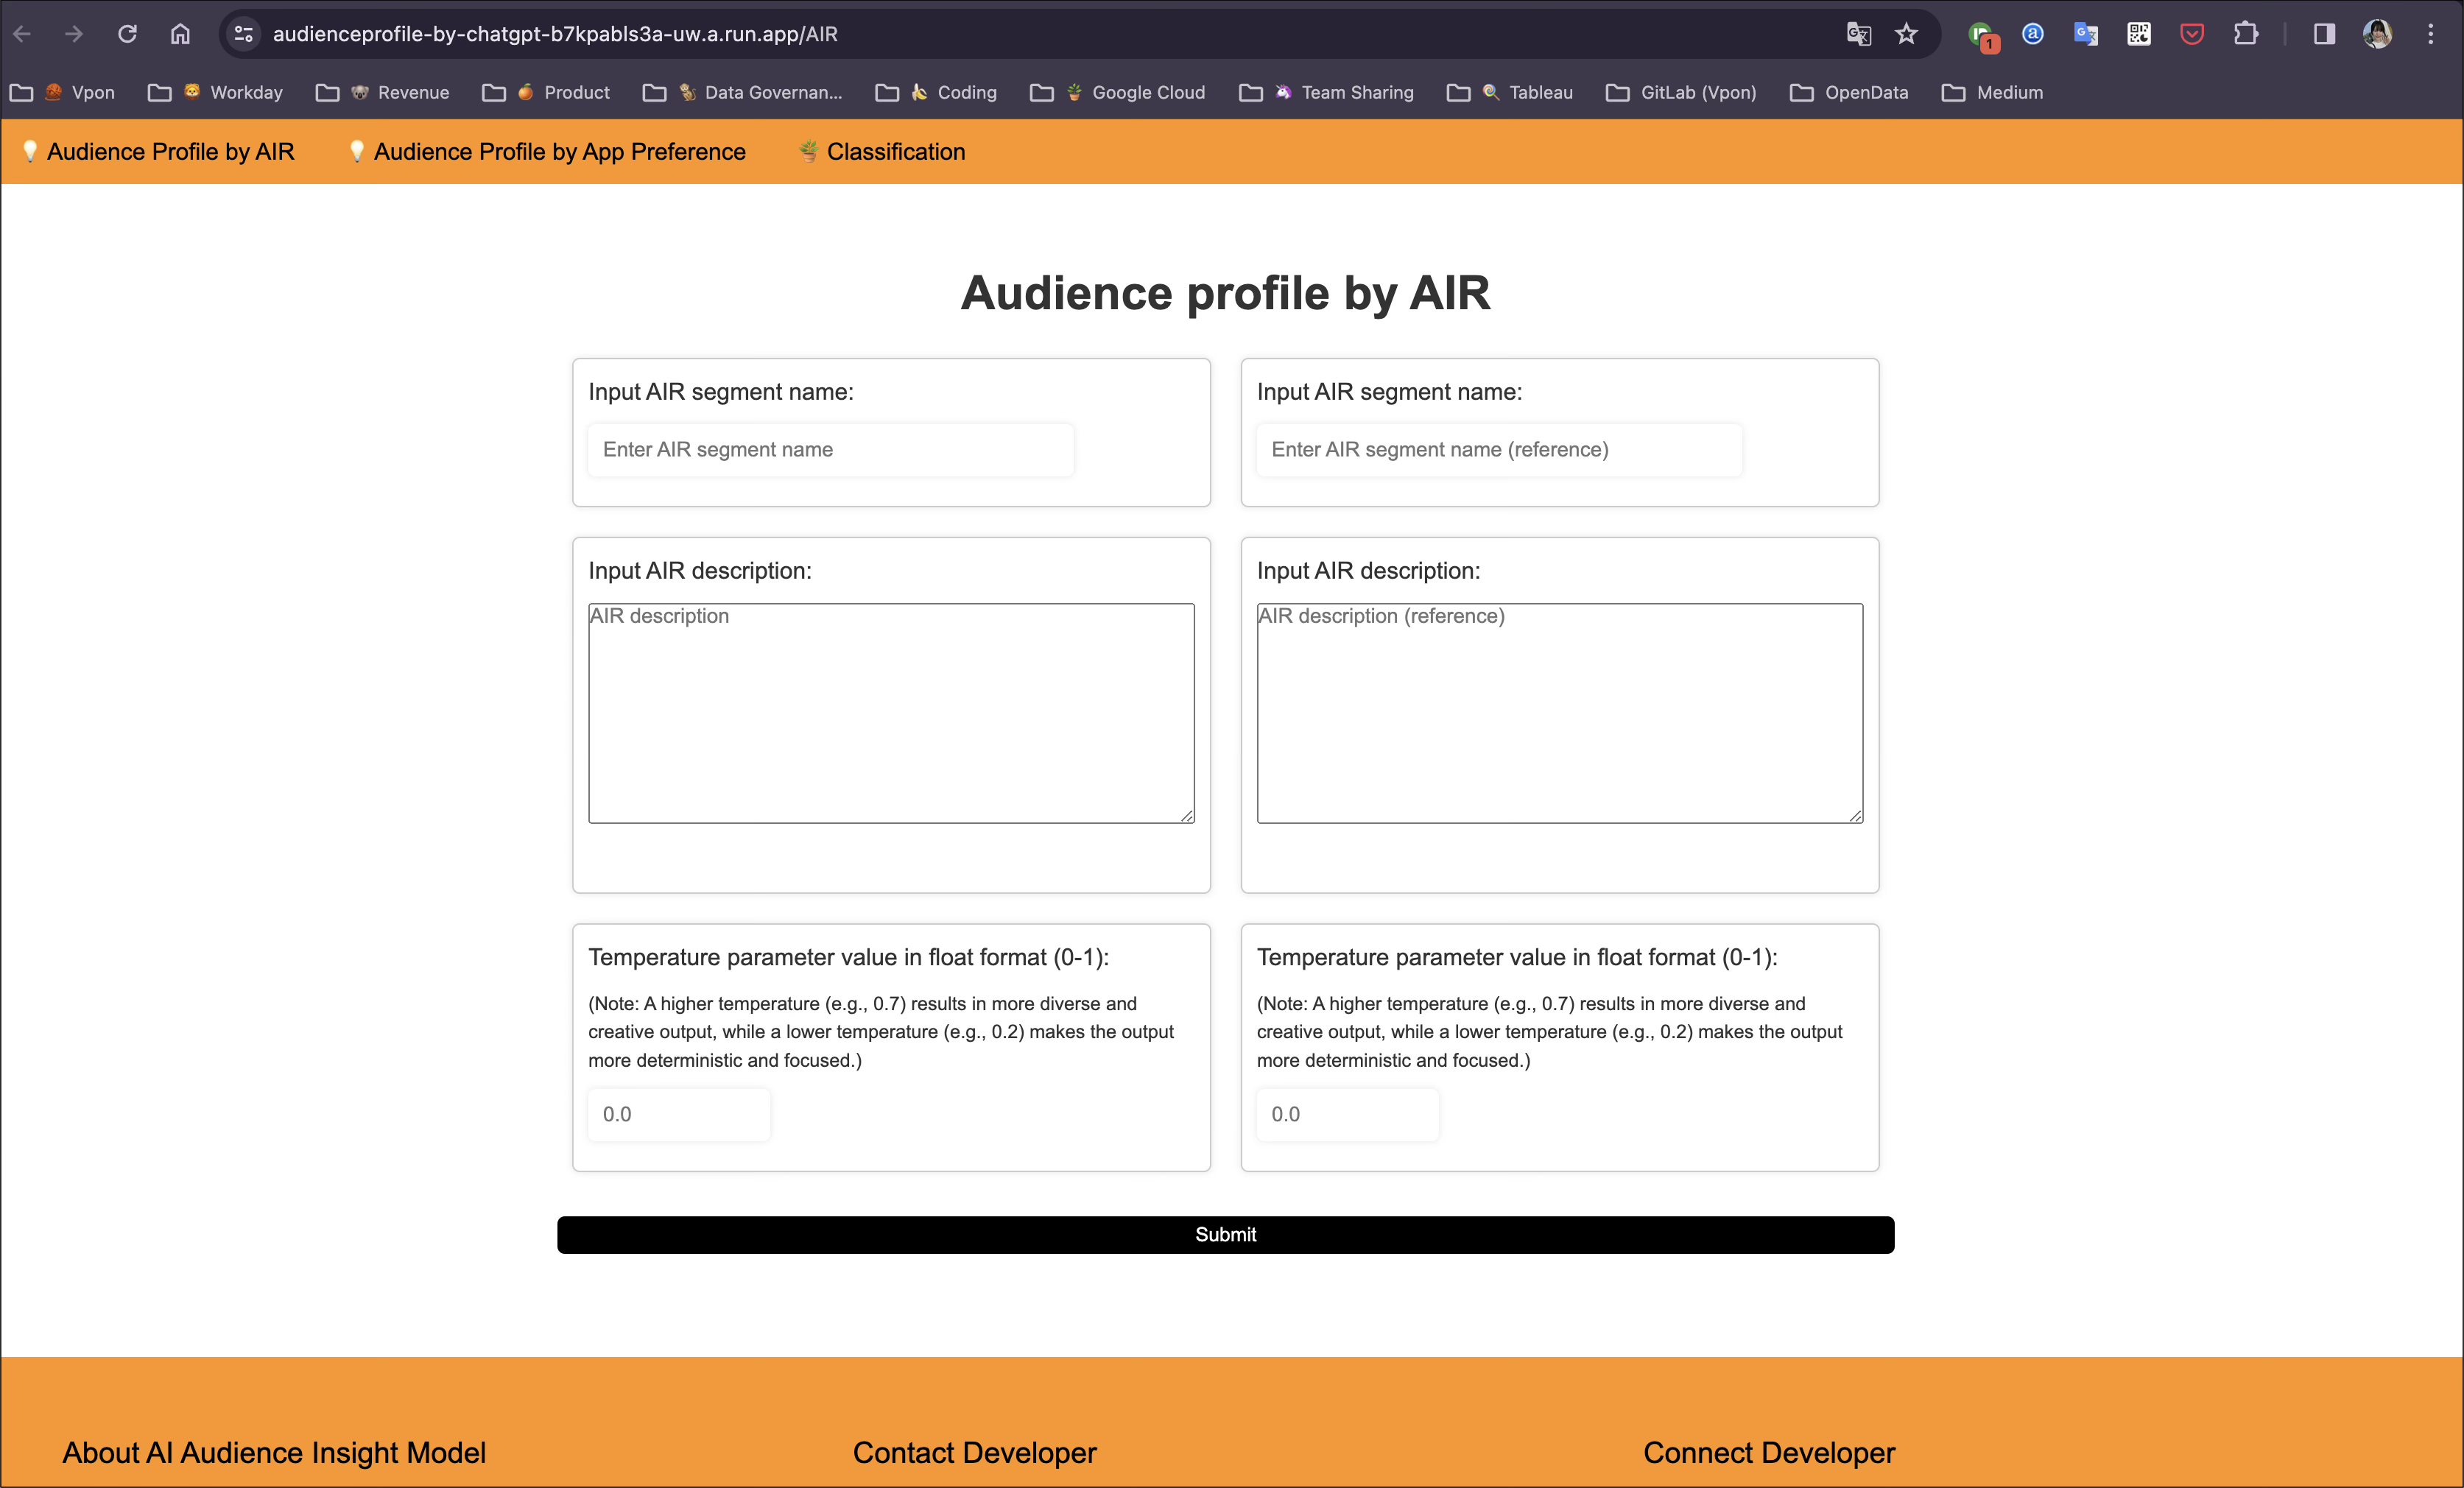 audienceprofile-by-chatgpt-b7kpabls3a-uw.a.run.app/AIR
1
Vpon Workday Revenue Product Data Governan... Coding Google Cloud Team Sharing Tableau GitLab (Vpon) OpenData Medium
Audience Profile by AIR Audience Profile by App Preference Classification
Audience profile by AIR
Input AIR segment name:
Enter AIR segment name
Input AIR segment name:
Enter AIR segment name (reference)
Input AIR description:
AIR description
Input AIR description:
AIR description (reference)
Temperature parameter value in float format (0-1):
(Note: A higher temperature (e.g., 0.7) results in more diverse and
creative output, while a lower temperature (e.g., 0.2) makes the output
more deterministic and focused.)
0.0
Temperature parameter value in float format (0-1):
(Note: A higher temperature (e.g., 0.7) results in more diverse and
creative output, while a lower temperature (e.g., 0.2) makes the output
more deterministic and focused.)
0.0
Submit
About AI Audience Insight Model
Contact Developer
Connect Developer